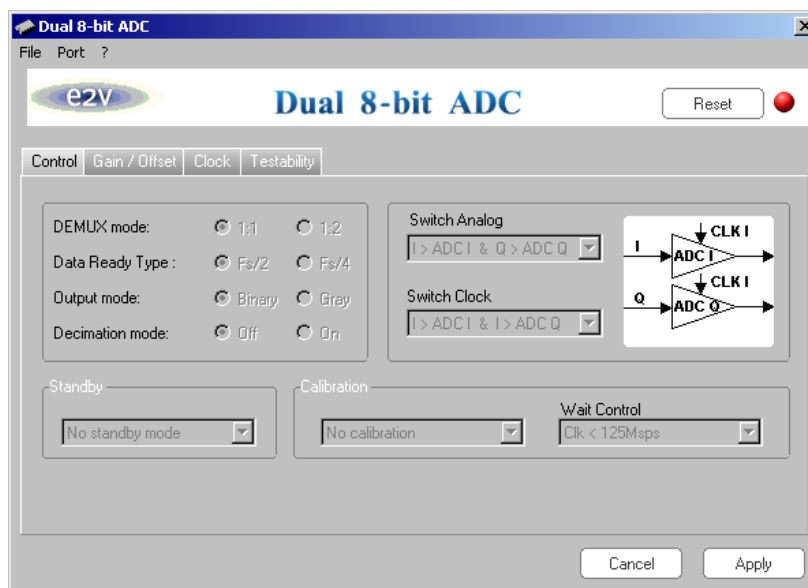 Dual 8-bit ADC
File Port ?
e2v
Dual 8-bit ADC
Reset
Control Gain / Offset Clock Testability
DEMUX mode: 1:1 1:2
Data Ready Type : Fs/2 Fs/4
Output mode: Binary Gray
Decimation mode: Off On
Switch Analog
I > ADC I & Q > ADC Q
Switch Clock
I > ADC I & I > ADC Q
CLK I
I
ADC I
CLK I
Q
ADC Q
Standby
No standby mode
Calibration
No calibration
Wait Control
Clk < 125Msps
Cancel Apply